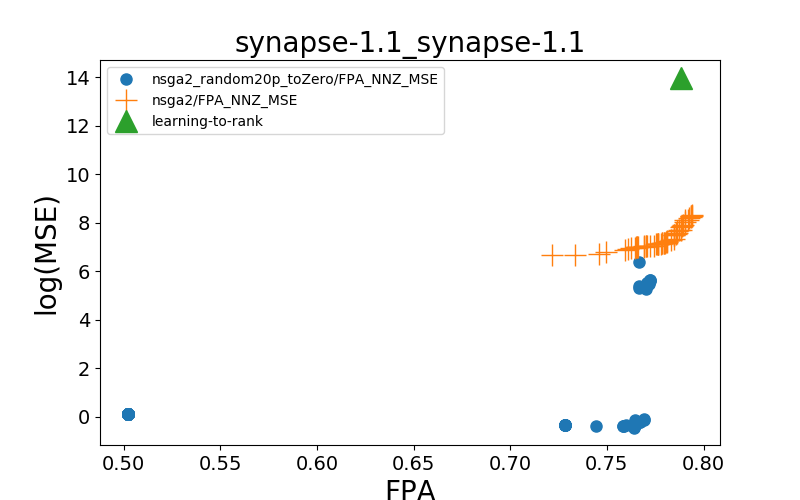 synapse-1.1_synapse-1.1
nsga2_random20p_toZero/FPA_NNZ_MSE
nsga2/FPA_NNZ_MSE
learning-to-rank
log(MSE)
14
12
10
8
6
4
2
0
0.50
0.55
0.60
0.65
0.70
0.75
0.80
FPA